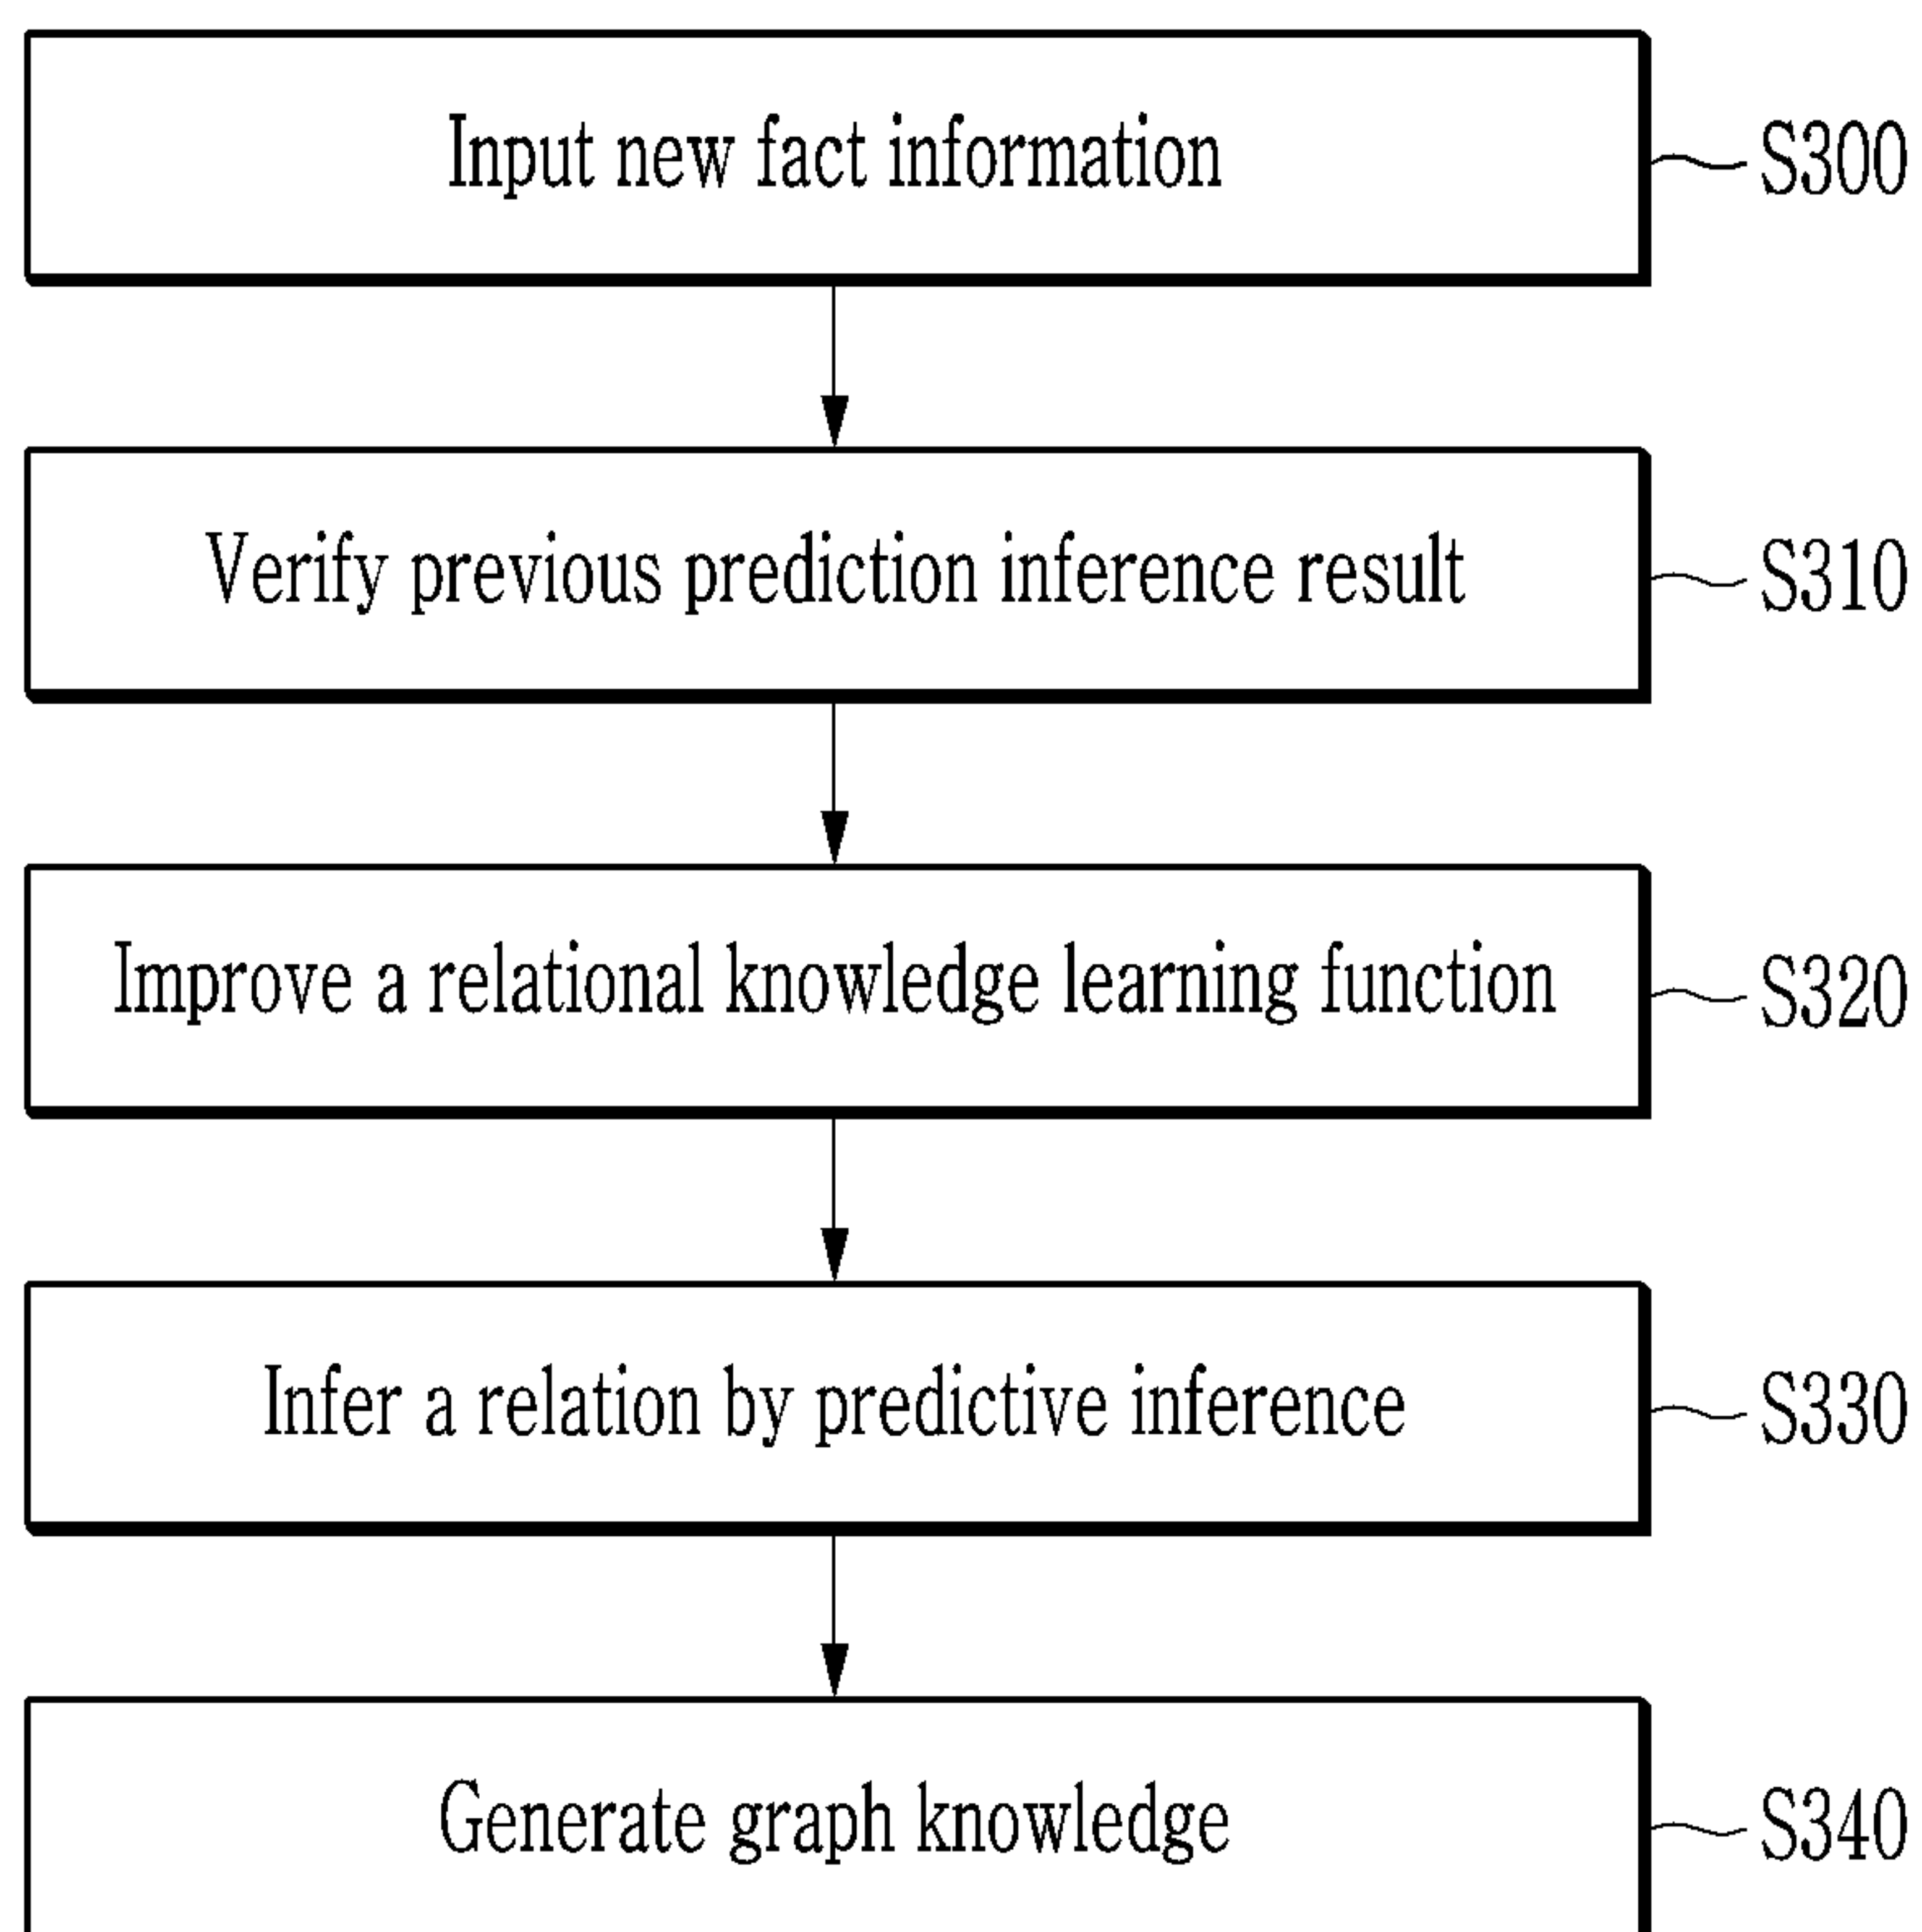 Input new fact information
S300
Verify previous prediction inference result
S310
Improve a relational knowledge learning function
S320
Infer a relation by predictive inference
S330
Generate graph knowledge
S340